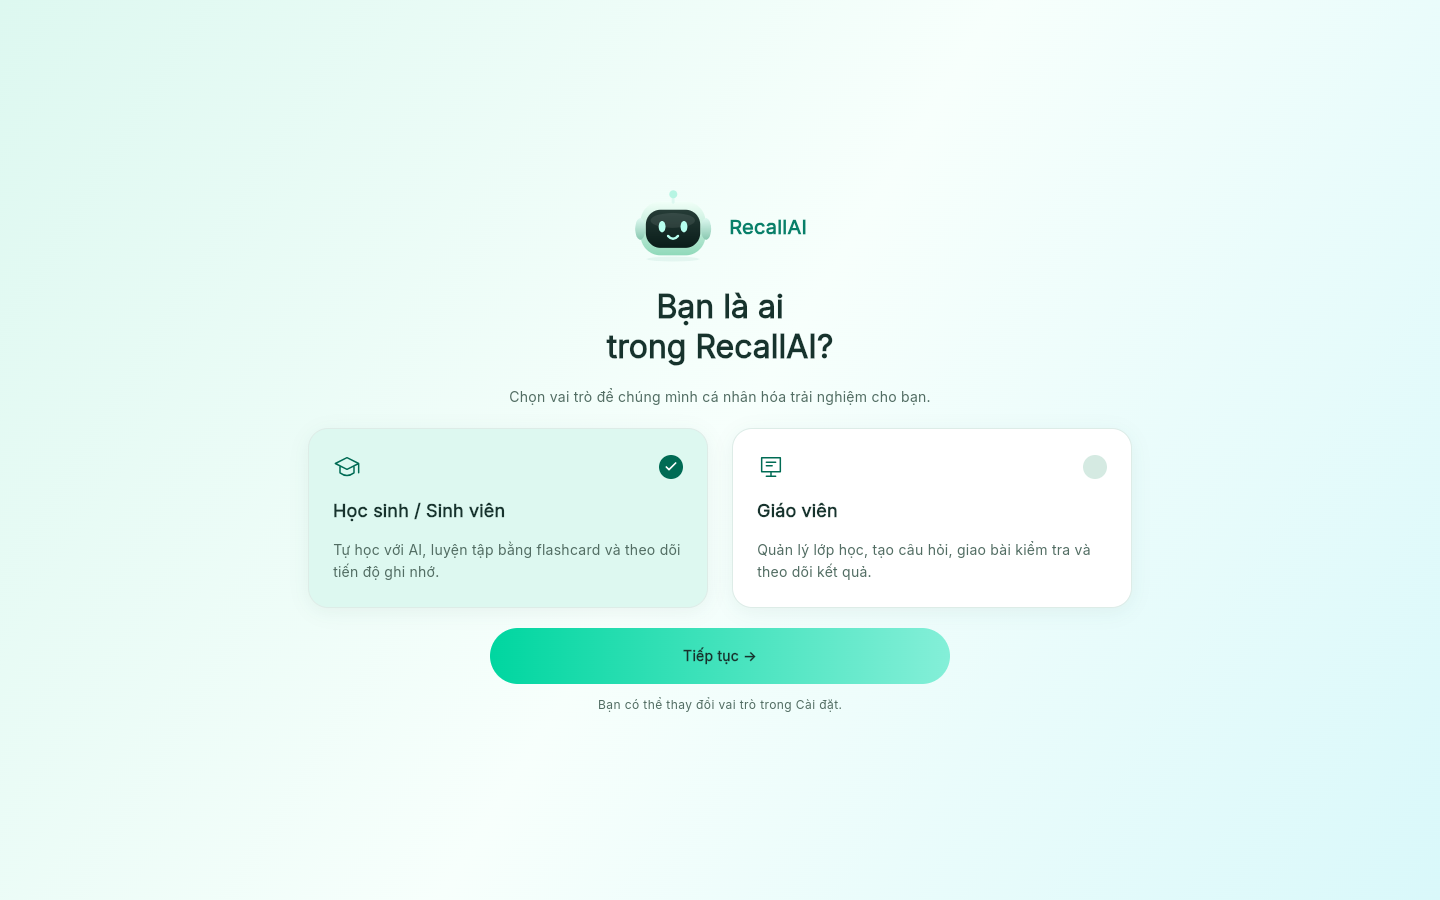 RecallAI
Bạn là ai
trong RecallAI?
Chọn vai trò để chúng mình cá nhân hóa trải nghiệm cho bạn.
Học sinh / Sinh viên
Tự học với AI, luyện tập bằng flashcard và theo dõi
tiến độ ghi nhớ.
Giáo viên
Quản lý lớp học, tạo câu hỏi, giao bài kiểm tra và
theo dõi kết quả.
Tiếp tục →
Bạn có thể thay đổi vai trò trong Cài đặt.